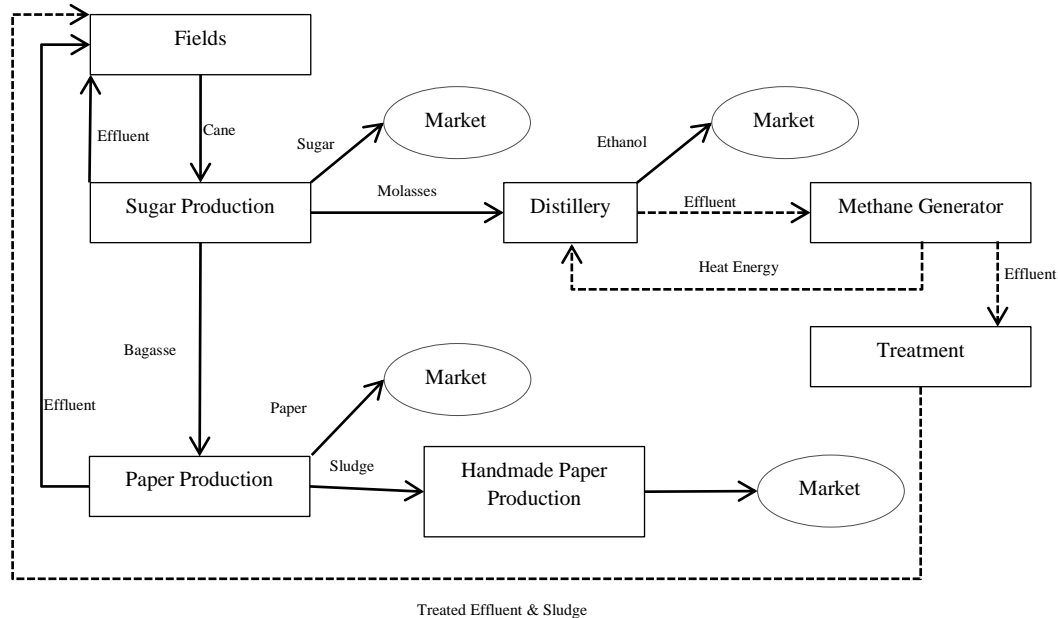 Fields
Effluent
Cane
Sugar
Market
Ethanol
Market
Sugar Production
Molasses
Distillery
Effluent
Methane Generator
Heat Energy
Effluent
Bagasse
Treatment
Effluent
Paper
Market
Paper Production
Sludge
Handmade Paper
Production
Market
Treated Effluent & Sludge